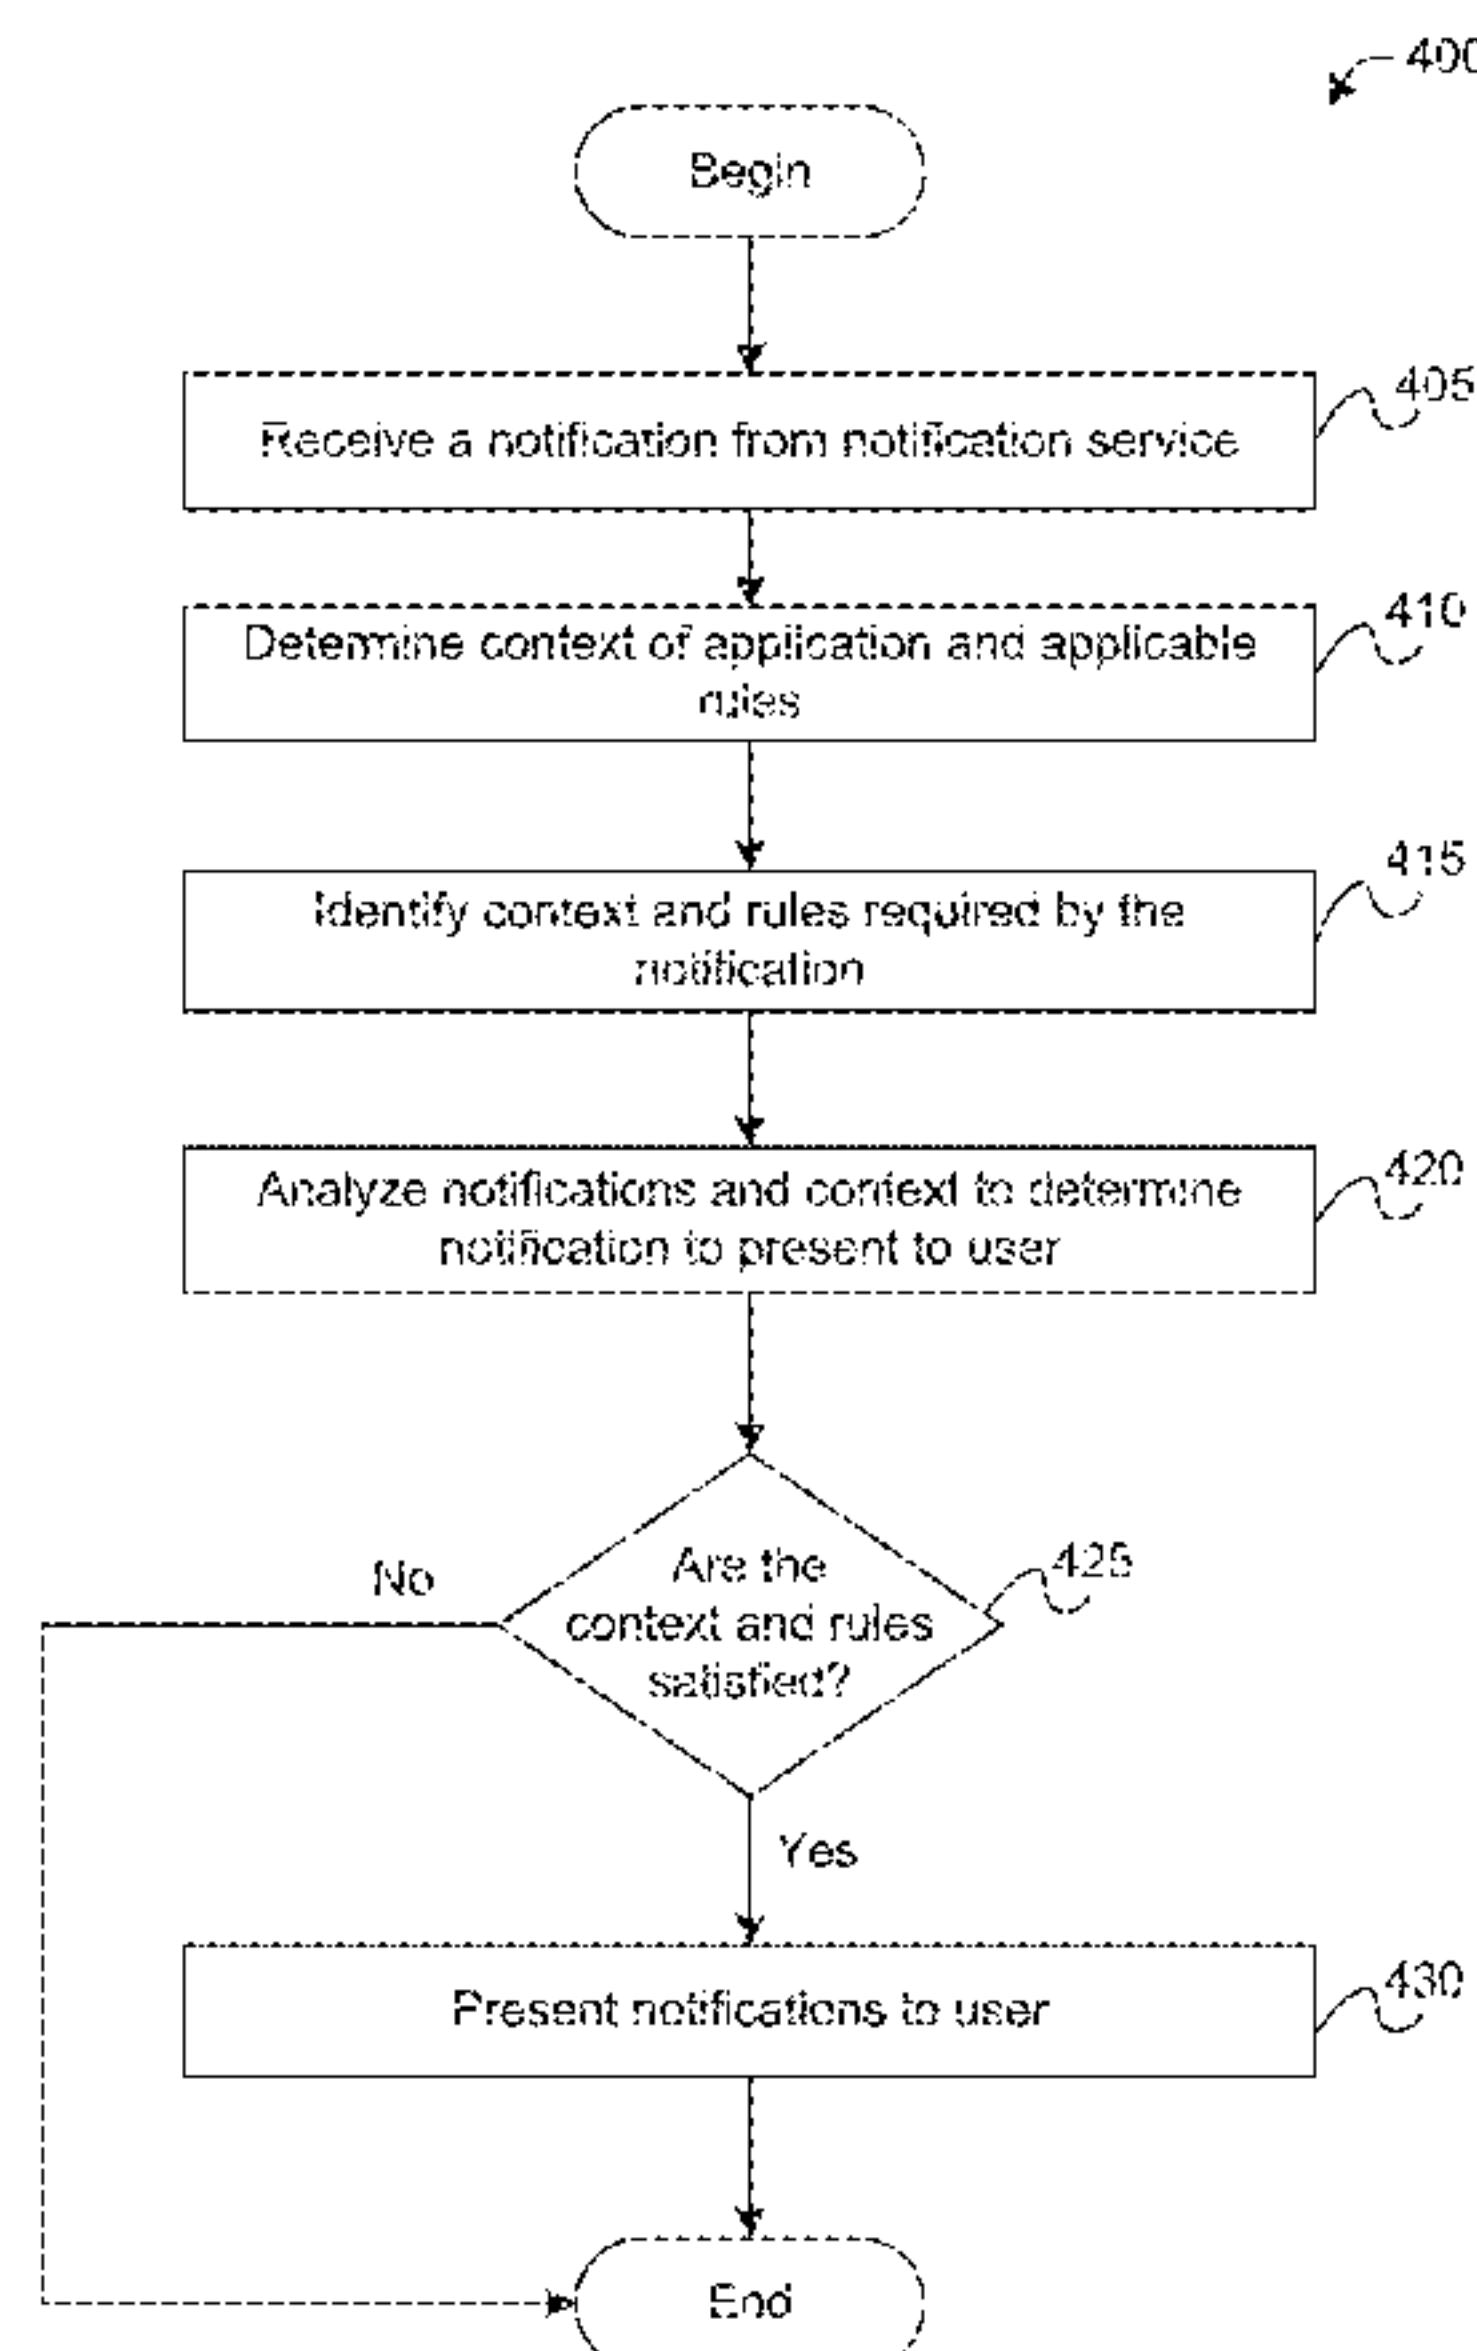 400
Begin
405
Receive a notification from notification service
410
Determine context of application and applicable
rules
415
Identify context and rules required by the
notification
420
Analyze notifications and context to determine
notification to present to user
425
Are the
context and rules
satisfied?
No
Yes
430
Present notifications to user
End